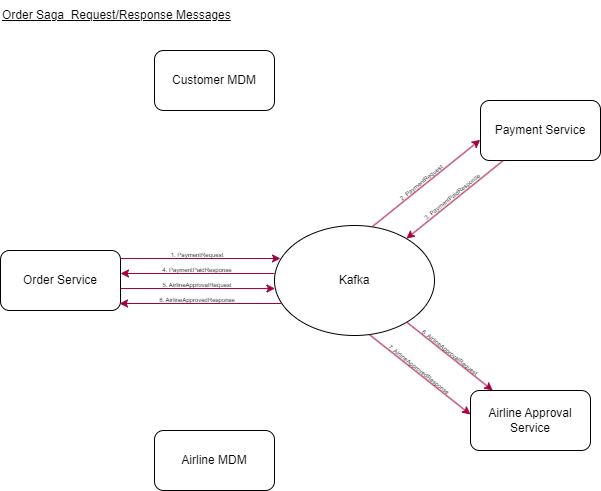 Order Saga Request/Response Messages
Customer MDM
Payment Service
2. PaymentRequest
3. PaymentPaidResponse
1. PaymentRequest
4. PaymentPaidResponse
5. AirlineApprovalRequest
8. AirlineApprovedResponse
Order Service
Kafka
6. AirlineApprovalRequest
7. AirlineApprovedResponse
Airline Approval
Service
Airline MDM